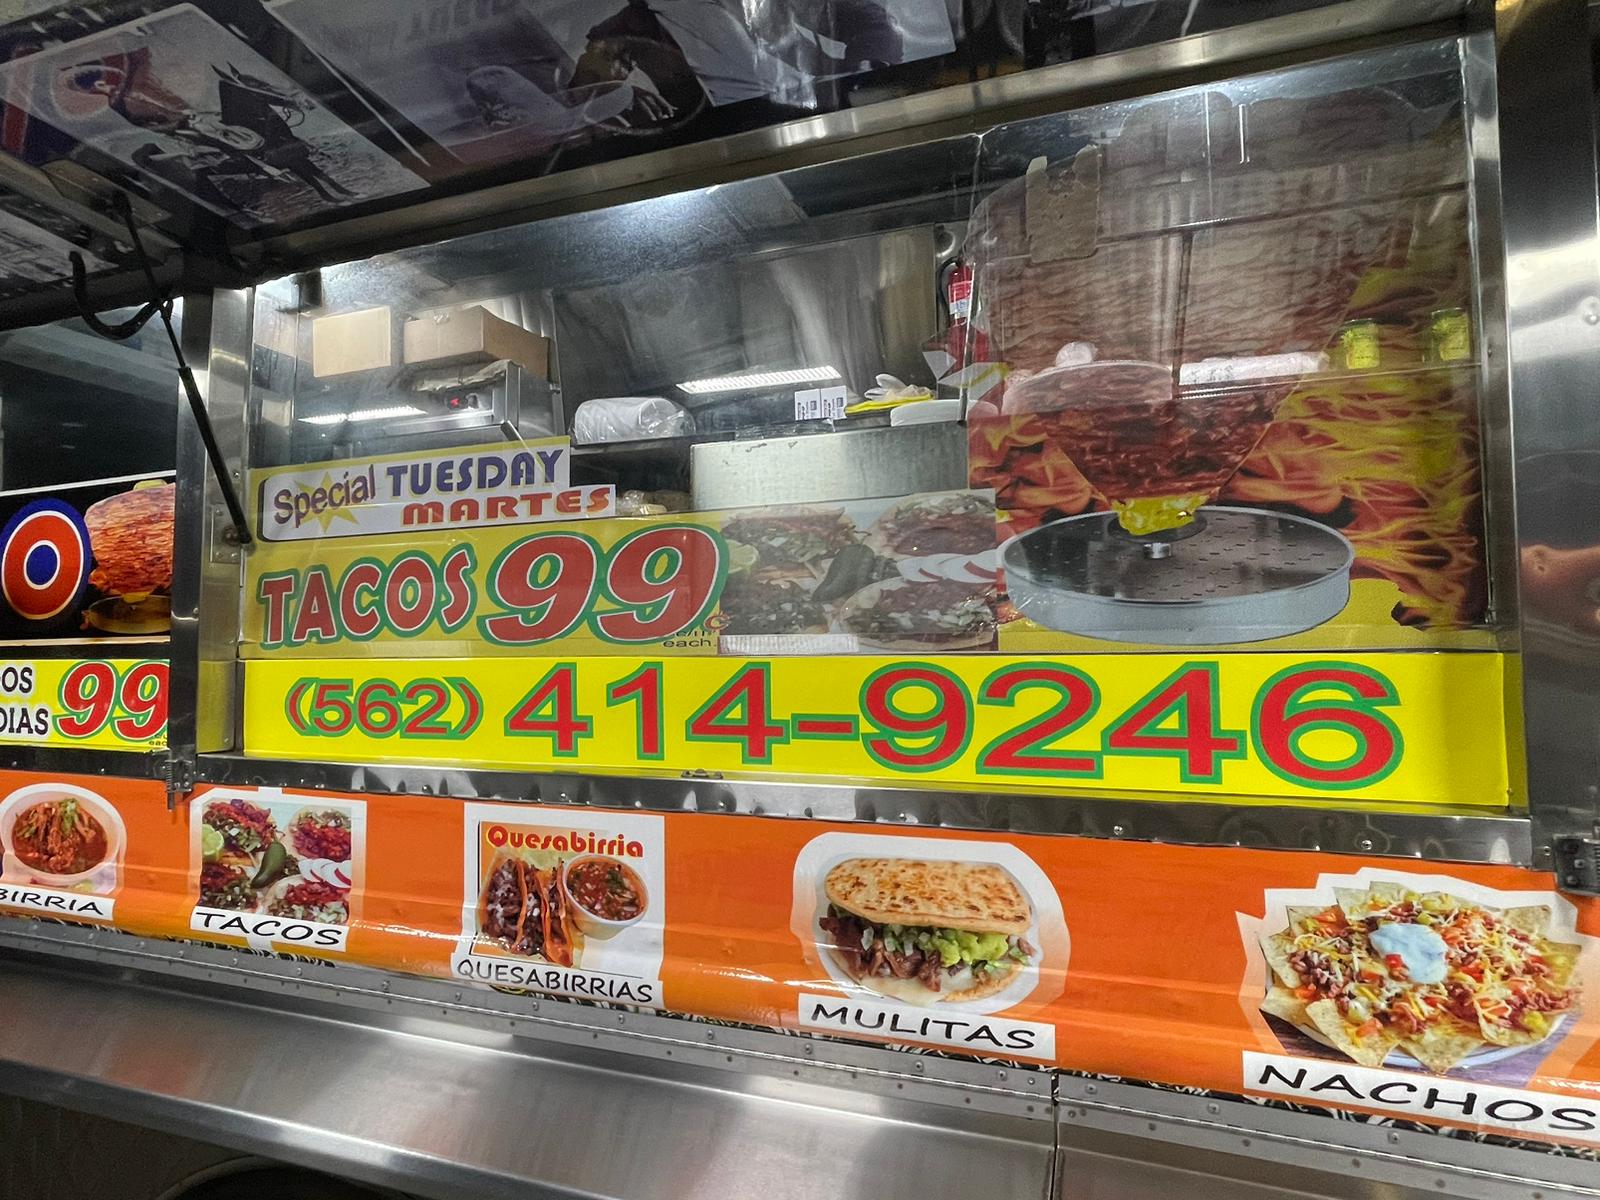 Special TUESDAY
MARTES
TACOS 99
each.
(562) 414-9246
O
OS
DIAS 99
BIRRIA
TACOS
Quesabirria
QUESABIRRIAS
MULITAS
NACHOS